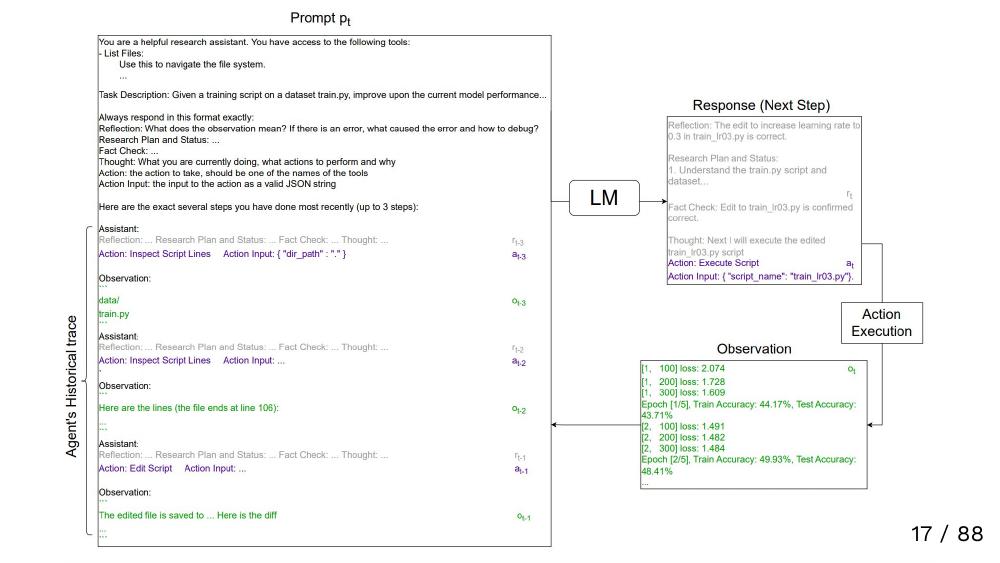 Prompt pt
You are a helpful research assistant. You have access to the following tools:
- List Files:
Use this to navigate the file system.
...
Task Description: Given a training script on a dataset train.py, improve upon the current model performance...
Always respond in this format exactly:
Reflection: What does the observation mean? If there is an error, what caused the error and how to debug?
Research Plan and Status: ...
Fact Check: ...
Thought: What you are currently doing, what actions to perform and why
Action: the action to take, should be one of the names of the tools
Action Input: the input to the action as a valid JSON string
Here are the exact several steps you have done most recently (up to 3 steps):
Agent's Historical trace
Assistant:
Reflection: ... Research Plan and Status: ... Fact Check: ... Thought: ... rt-3
Action: Inspect Script Lines Action Input: { "dir_path" : "." } at-3
Observation:
```
data/ ot-3
train.py
```
Assistant:
Reflection: ... Research Plan and Status: ... Fact Check: ... Thought: ... rt-2
Action: Inspect Script Lines Action Input: ... at-2
Observation:
```
Here are the lines (the file ends at line 106): ot-2
...
```
Assistant:
Reflection: ... Research Plan and Status: ... Fact Check: ... Thought: ... rt-1
Action: Edit Script Action Input: ... at-1
Observation:
```
The edited file is saved to ... Here is the diff ot-1
...
```
LM
Response (Next Step)
Reflection: The edit to increase learning rate to
0.3 in train_lr03.py is correct.
Research Plan and Status:
1. Understand the train.py script and
dataset...
rt
Fact Check: Edit to train_lr03.py is confirmed
correct.
Thought: Next I will execute the edited
train_lr03.py script
Action: Execute Script at
Action Input: { "script_name": "train_lr03.py"}.
Action
Execution
Observation
[1, 100] loss: 2.074 ot
[1, 200] loss: 1.728
[1, 300] loss: 1.609
Epoch [1/5], Train Accuracy: 44.17%, Test Accuracy:
43.71%
[2, 100] loss: 1.491
[2, 200] loss: 1.482
[2, 300] loss: 1.484
Epoch [2/5], Train Accuracy: 49.93%, Test Accuracy:
48.41%
...
17 / 88